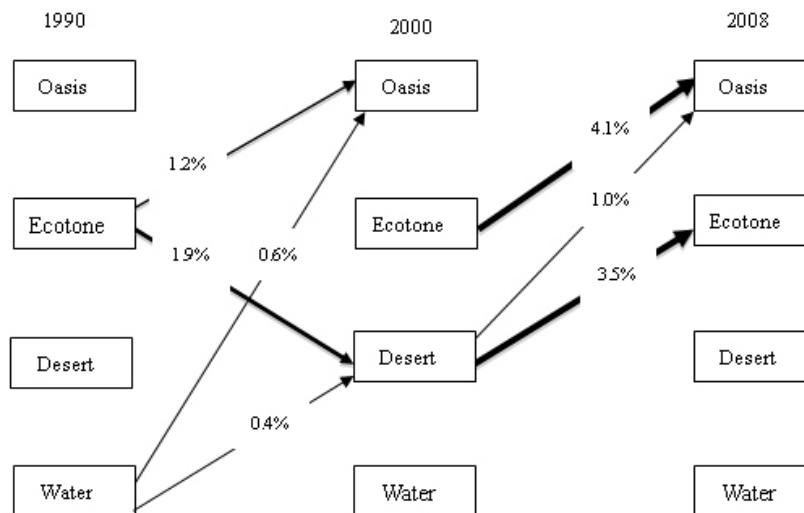 1990
2000
2008
Oasis
Oasis
Oasis
4.1%
1.2%
1.0%
Ecotone
Ecotone
Ecotone
1.9%
0.6%
3.5%
Desert
Desert
Desert
0.4%
Water
Water
Water